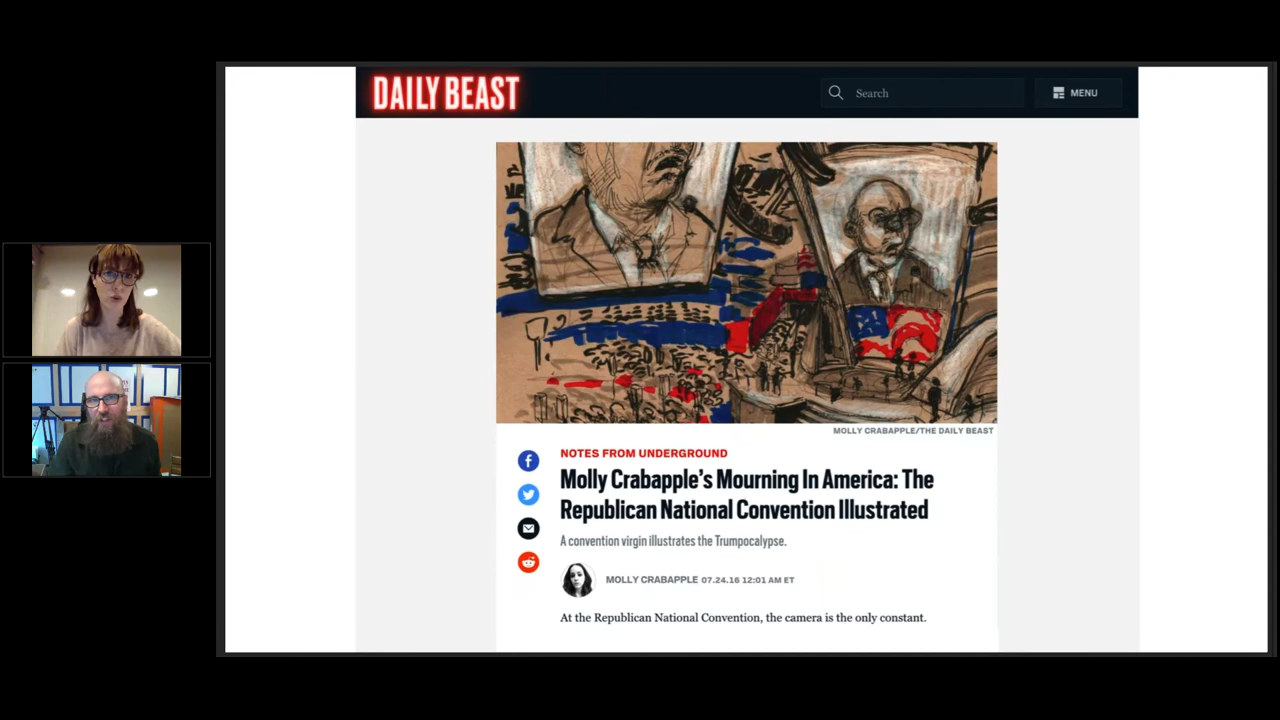 DAILY BEAST
Search
MENU
MOLLY CRABAPPLE/THE DAILY BEAST
NOTES FROM UNDERGROUND
Molly Crabapple's Mourning In America: The
Republican National Convention Illustrated
A convention virgin illustrates the Trumpocalypse.
MOLLY CRABAPPLE 07.24.16 12:01 AM ET
At the Republican National Convention, the camera is the only constant.